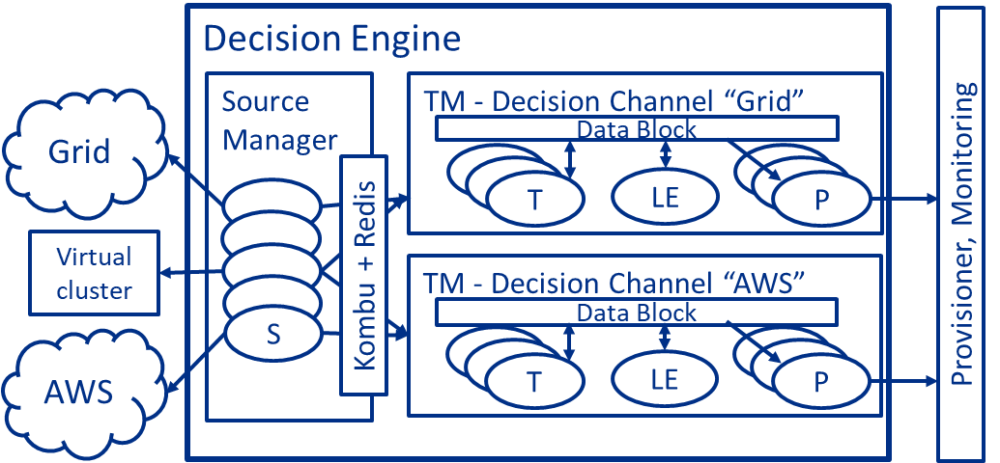 Decision Engine
Grid
Virtual
cluster
AWS
Source
Manager
S
Kombu + Redis
TM - Decision Channel “Grid”
Data Block
T
LE
P
TM - Decision Channel “AWS”
Data Block
T
LE
P
Provisioner, Monitoring